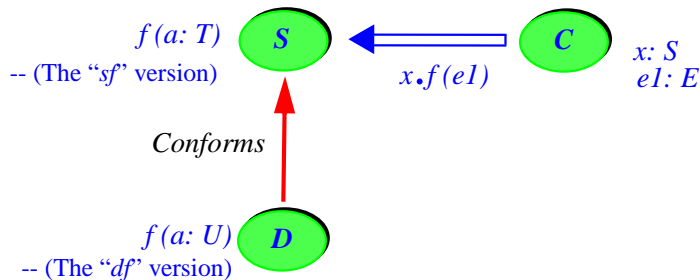 f (a: T)
S
C
-- (The “sf” version)
x.f (e1)
x: S
e1: E
Conforms
f (a: U)
D
-- (The “df” version)